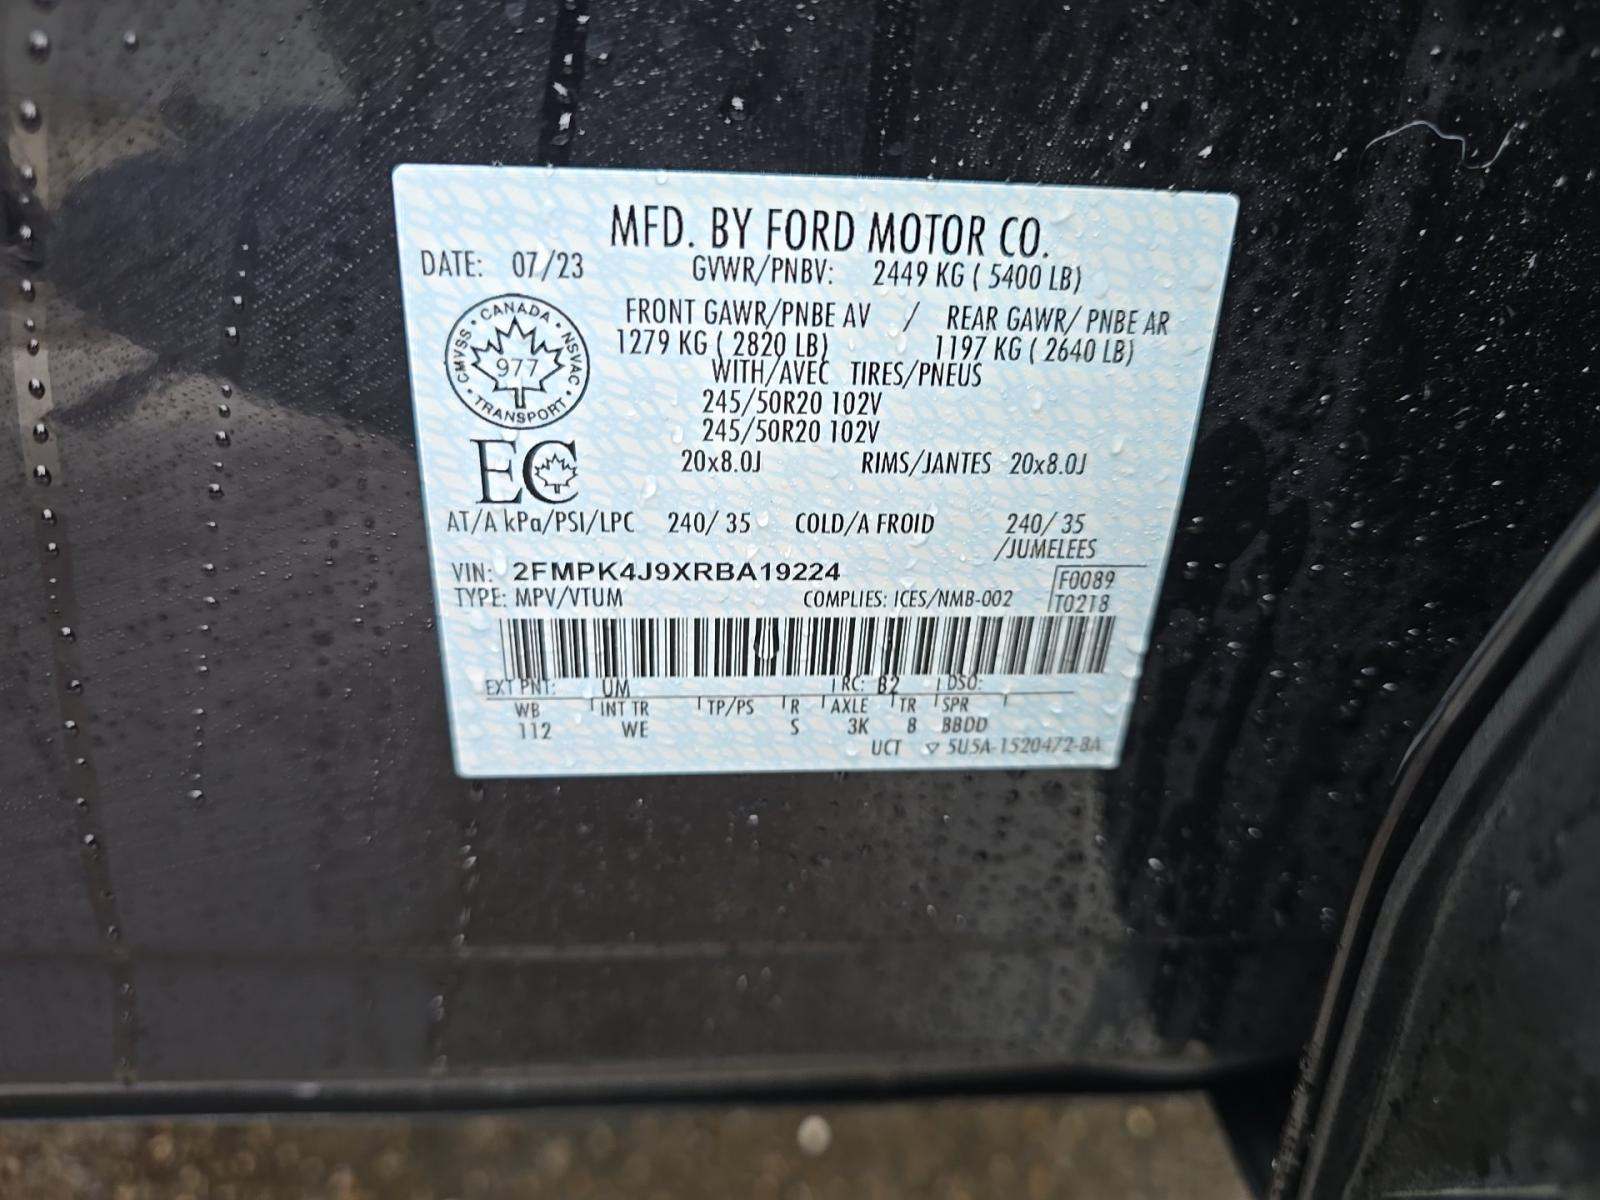 MFD. BY FORD MOTOR CO.
DATE: 07/23 GVWR/PNBV: 2449 KG ( 5400 LB)
FRONT GAWR/PNBE AV / REAR GAWR/ PNBE AR
1279 KG ( 2820 LB) 1197 KG ( 2640 LB)
WITH/AVEC TIRES/PNEUS
245/50R20 102V
245/50R20 102V
20x8.0J RIMS/JANTES 20x8.0J
CANADA
CMVSS • NSVAC
977
TRANSPORT
EC
AT/A kPa/PSI/LPC 240/ 35 COLD/A FROID 240/ 35
/JUMELEES
VIN: 2FMPK4J9XRBA19224 F0089
TYPE: MPV/VTUM COMPLIES: ICES/NMB-002 T0218
EXT PNT: UM RC: B2 DSO:
WB INT TR TP/PS R AXLE TR SPR
112 WE S 3K 8 BBDD
UCT ▽ 5U5A-1520472-BA